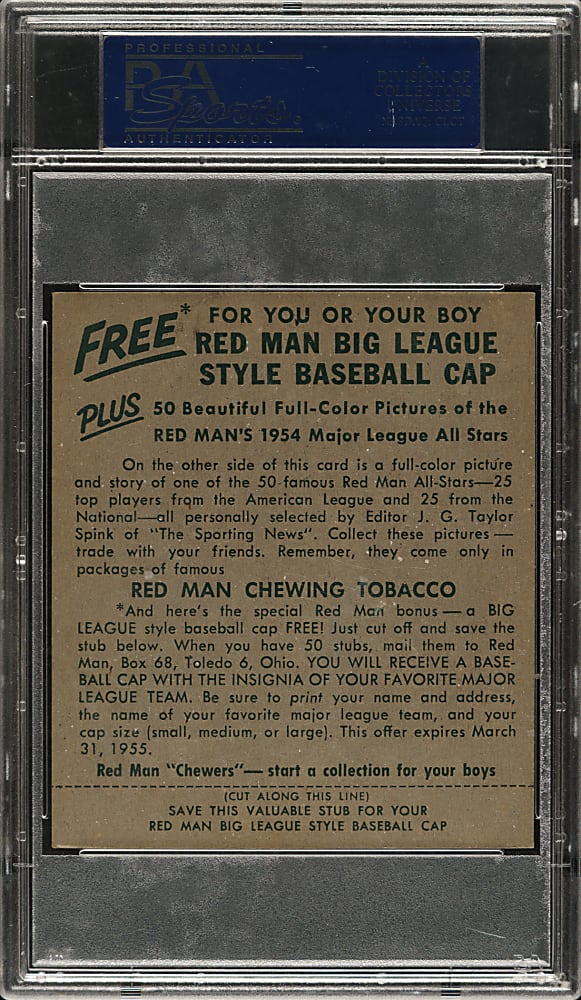 PROFESSIONAL
PSA
Sports
AUTHENTICATOR
A
DIVISION OF
COLLECTORS
UNIVERSE
NASDAQ: CLCT
FREE* FOR YOU OR YOUR BOY
RED MAN BIG LEAGUE
STYLE BASEBALL CAP
PLUS 50 Beautiful Full-Color Pictures of the
RED MAN'S 1954 Major League All Stars
On the other side of this card is a full-color picture
and story of one of the 50 famous Red Man All-Stars—25
top players from the American League and 25 from the
National—all personally selected by Editor J. G. Taylor
Spink of "The Sporting News". Collect these pictures—
trade with your friends. Remember, they come only in
packages of famous
RED MAN CHEWING TOBACCO
*And here's the special Red Man bonus—a BIG
LEAGUE style baseball cap FREE! Just cut off and save the
stub below. When you have 50 stubs, mail them to Red
Man, Box 68, Toledo 6, Ohio. YOU WILL RECEIVE A BASE-
BALL CAP WITH THE INSIGNIA OF YOUR FAVORITE MAJOR
LEAGUE TEAM. Be sure to print your name and address,
the name of your favorite major league team, and your
cap size (small, medium, or large). This offer expires March
31, 1955.
Red Man "Chewers"—start a collection for your boys
(CUT ALONG THIS LINE)
SAVE THIS VALUABLE STUB FOR YOUR
RED MAN BIG LEAGUE STYLE BASEBALL CAP